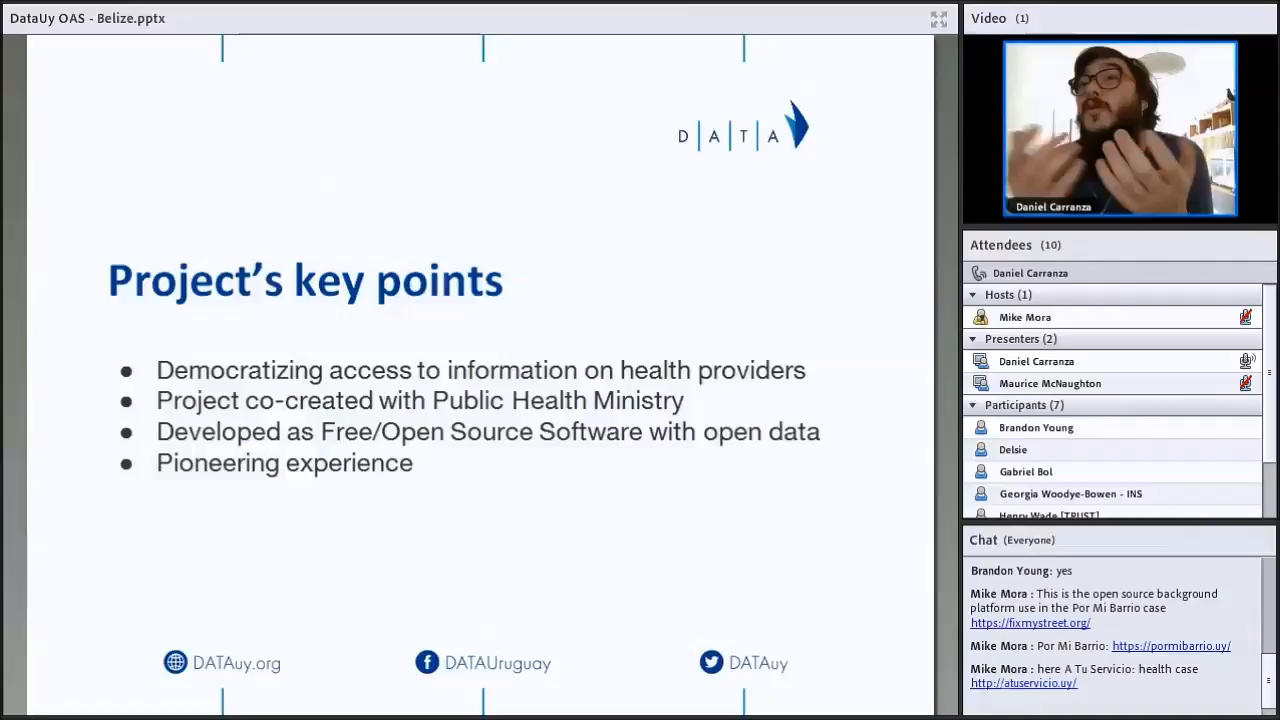 DataUy OAS - Belize.pptx
D|A|T|A
Project's key points
● Democratizing access to information on health providers
● Project co-created with Public Health Ministry
● Developed as Free/Open Source Software with open data
● Pioneering experience
DATAuy.org
DATAUruguay
DATAuy
Video (1)
Daniel Carranza
Attendees (10)
Daniel Carranza
Hosts (1)
Mike Mora
Presenters (2)
Daniel Carranza
Maurice McNaughton
Participants (7)
Brandon Young
Delsie
Gabriel Bol
Georgia Woodye-Bowen - INS
Henry Wade [TRUST]
Chat (Everyone)
Brandon Young: yes
Mike Mora : This is the open source background
platform use in the Por Mi Barrio case
https://fixmystreet.org/
Mike Mora : Por Mi Barrio: https://pormibarrio.uy/
Mike Mora : here A Tu Servicio: health case
http://atuservicio.uy/